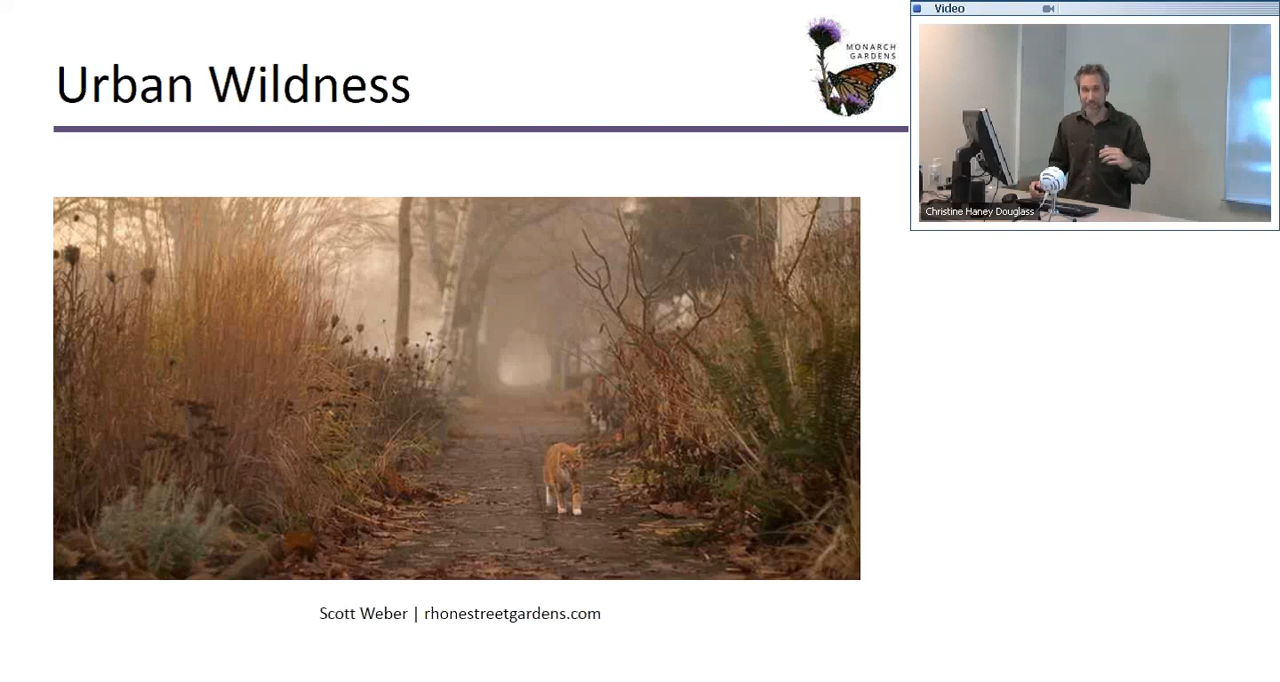 Urban Wildness
MONARCH
GARDENS
Video
Christine Haney Douglass
Scott Weber | rhonestreetgardens.com